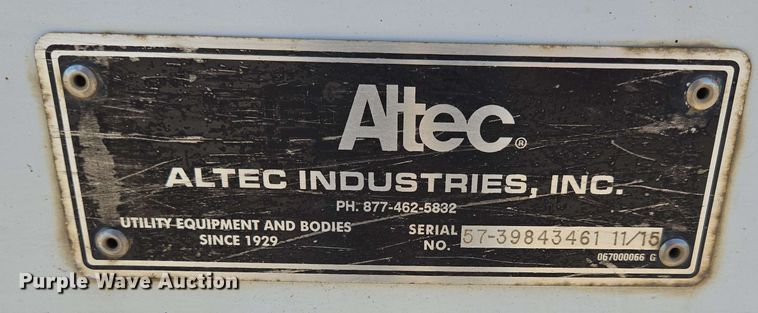 Altec®
ALTEC INDUSTRIES, INC.
PH. 877-462-5832
UTILITY EQUIPMENT AND BODIES
SINCE 1929
SERIAL NO. 57-39843461 11/15
067000066 G
Purple Wave Auction